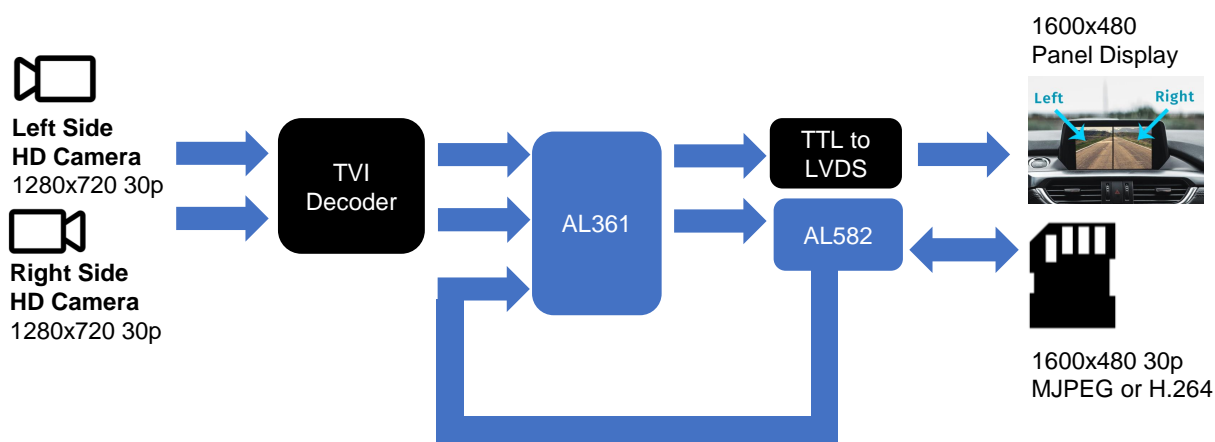 Left Side
HD Camera
1280x720 30p
Right Side
HD Camera
1280x720 30p
TVI
Decoder
AL361
TTL to
LVDS
AL582
1600x480
Panel Display
Left
Right
1600x480 30p
MJPEG or H.264